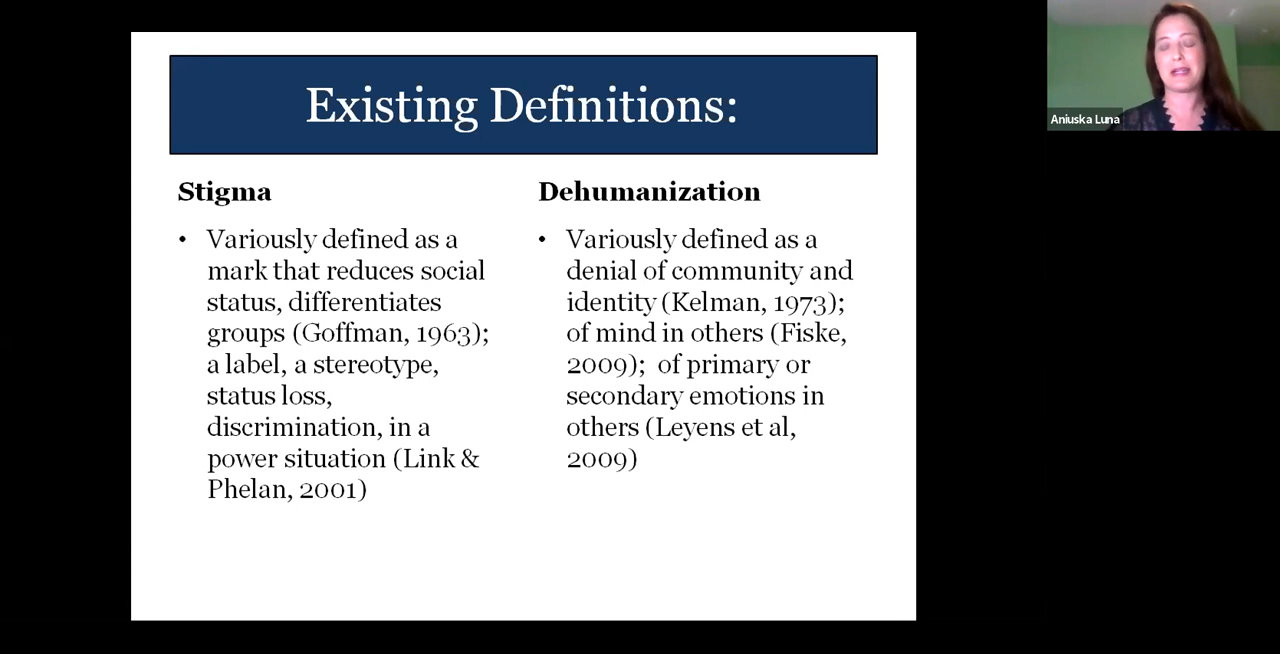 Existing Definitions:
Stigma
• Variously defined as a
mark that reduces social
status, differentiates
groups (Goffman, 1963);
a label, a stereotype,
status loss,
discrimination, in a
power situation (Link &
Phelan, 2001)
Dehumanization
• Variously defined as a
denial of community and
identity (Kelman, 1973);
of mind in others (Fiske,
2009);  of primary or
secondary emotions in
others (Leyens et al,
2009)
Aniuska Luna